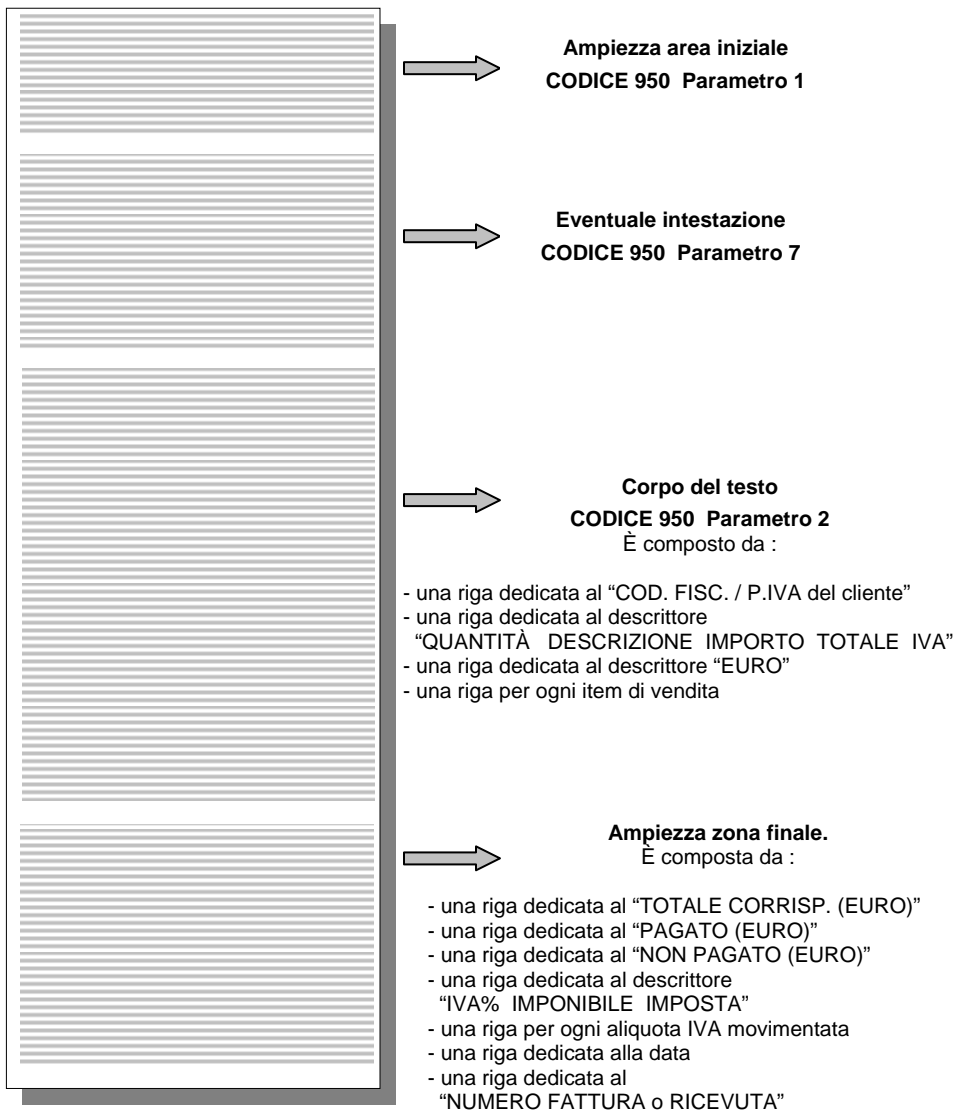 Ampiezza area iniziale
CODICE 950 Parametro 1
Eventuale intestazione
CODICE 950 Parametro 7
Corpo del testo
CODICE 950 Parametro 2
È composto da :
- una riga dedicata al “COD. FISC. / P.IVA del cliente”
- una riga dedicata al descrittore
“QUANTITÀ DESCRIZIONE IMPORTO TOTALE IVA”
- una riga dedicata al descrittore “EURO”
- una riga per ogni item di vendita
Ampiezza zona finale.
È composta da :
- una riga dedicata al “TOTALE CORRISP. (EURO)”
- una riga dedicata al “PAGATO (EURO)”
- una riga dedicata al “NON PAGATO (EURO)”
- una riga dedicata al descrittore
“IVA% IMPONIBILE IMPOSTA”
- una riga per ogni aliquota IVA movimentata
- una riga dedicata alla data
- una riga dedicata al
“NUMERO FATTURA o RICEVUTA”